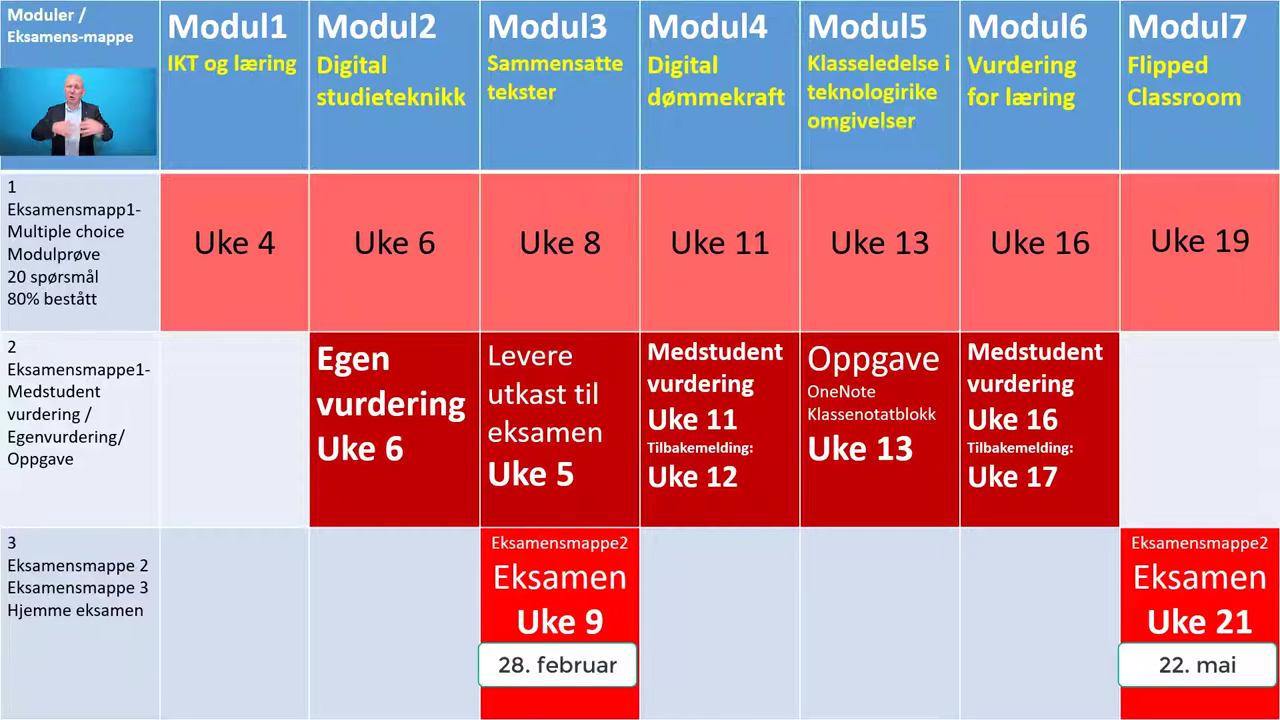 Moduler /
Eksamens-mappe
Modul1
IKT og læring
Modul2
Digital
studieteknikk
Modul3
Sammensatte
tekster
Modul4
Digital
dømmekraft
Modul5
Klasseledelse i
teknologirike
omgivelser
Modul6
Vurdering
for læring
Modul7
Flipped
Classroom
1
Eksamensmapp1-
Multiple choice
Modulprøve
20 spørsmål
80% bestått
Uke 4
Uke 6
Uke 8
Uke 11
Uke 13
Uke 16
Uke 19
2
Eksamensmappe1-
Medstudent
vurdering /
Egenvurdering/
Oppgave
Egen
vurdering
Uke 6
Levere
utkast til
eksamen
Uke 5
Medstudent
vurdering
Uke 11
Tilbakemelding:
Uke 12
Oppgave
OneNote
Klassenotatblokk
Uke 13
Medstudent
vurdering
Uke 16
Tilbakemelding:
Uke 17
3
Eksamensmappe 2
Eksamensmappe 3
Hjemme eksamen
Eksamensmappe2
Eksamen
Uke 9
28. februar
Eksamensmappe2
Eksamen
Uke 21
22. mai